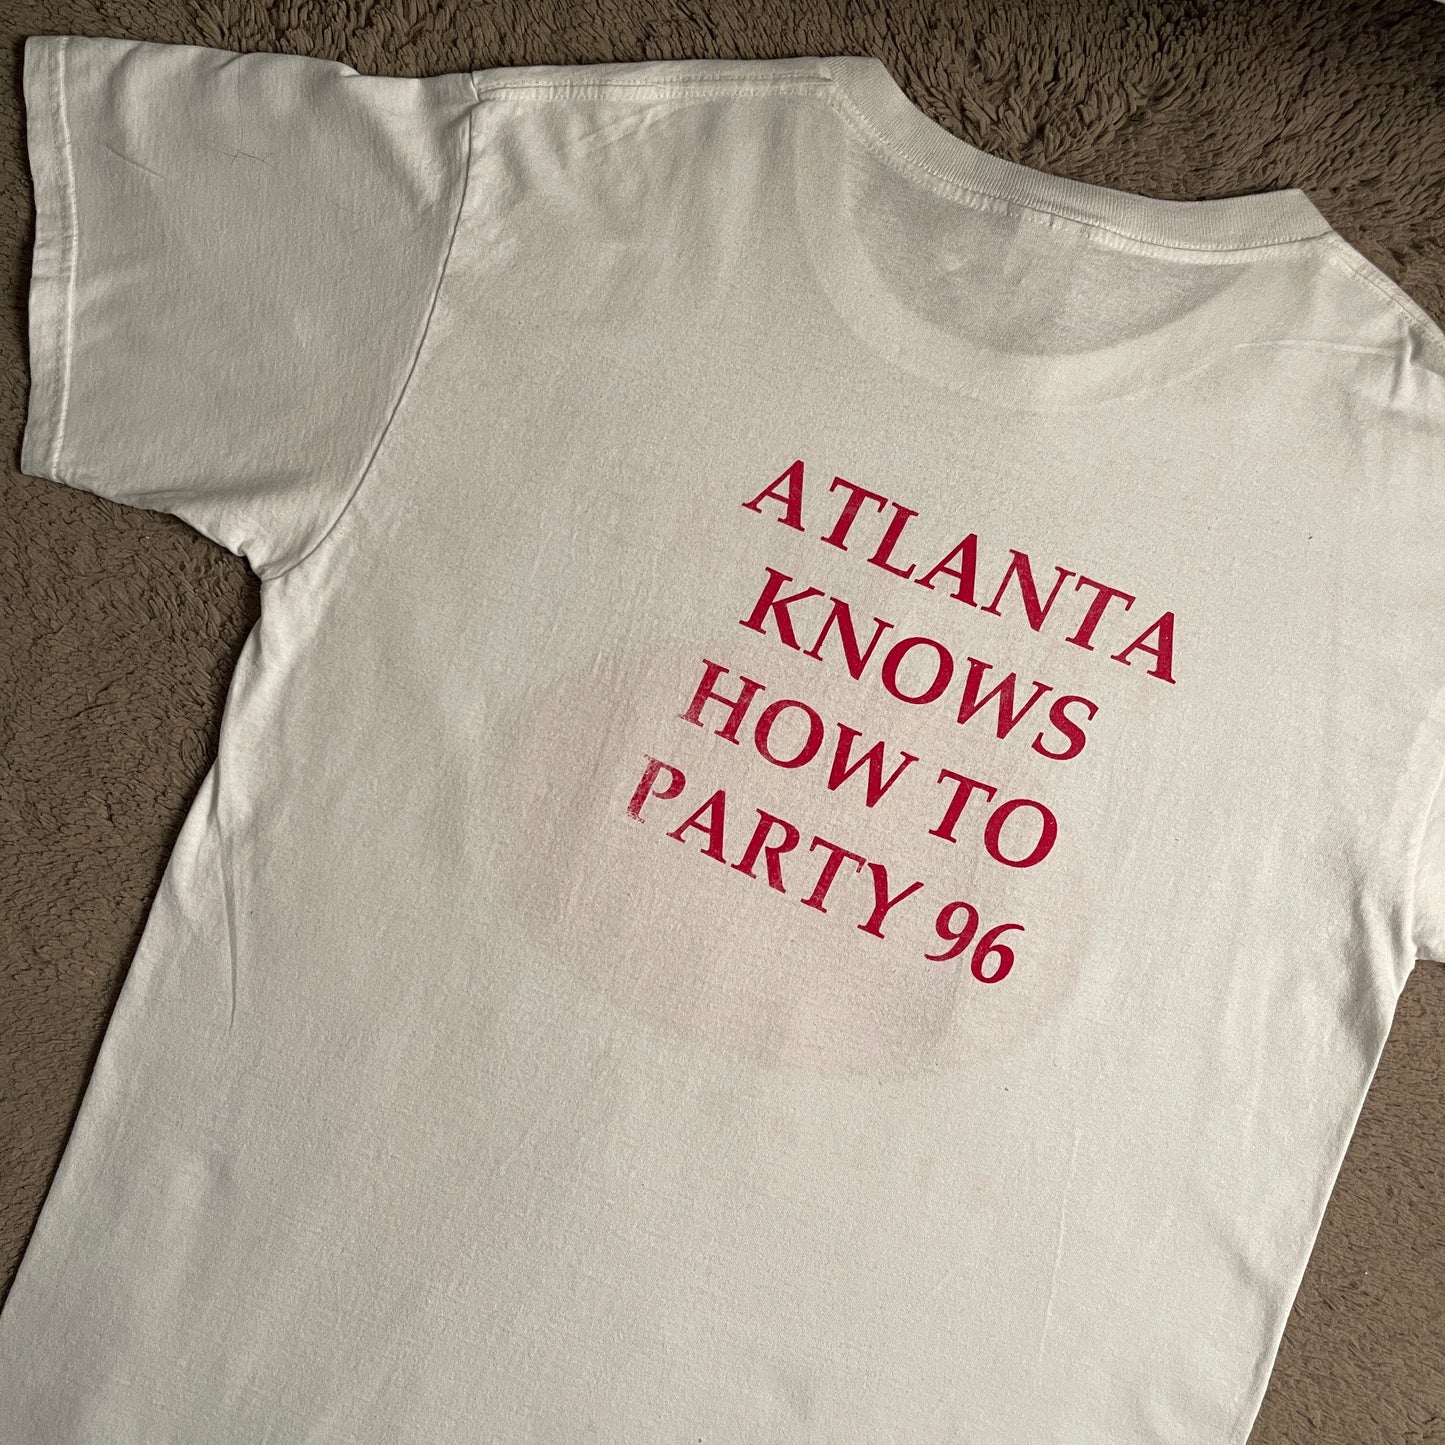 ATLANTA
KNOWS
HOW TO
PARTY 96